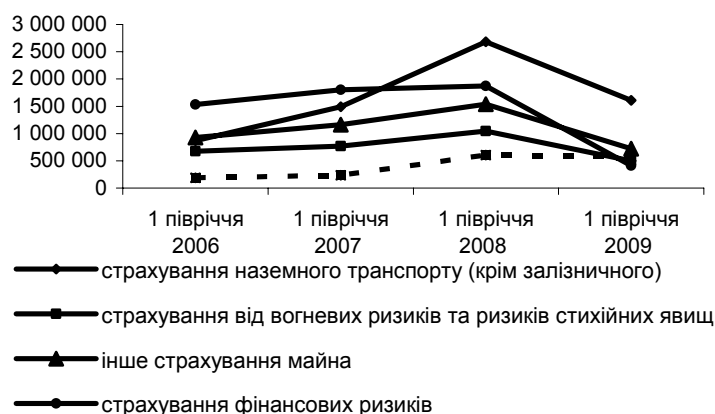 3 000 000
2 500 000
2 000 000
1 500 000
1 000 000
500 000
0
1 півріччя 1 півріччя 1 півріччя 1 півріччя
2006 2007 2008 2009
страхування наземного транспорту (крім залізничного)
страхування від вогневих ризиків та ризиків стихійних явищ
інше страхування майна
страхування фінансових ризиків